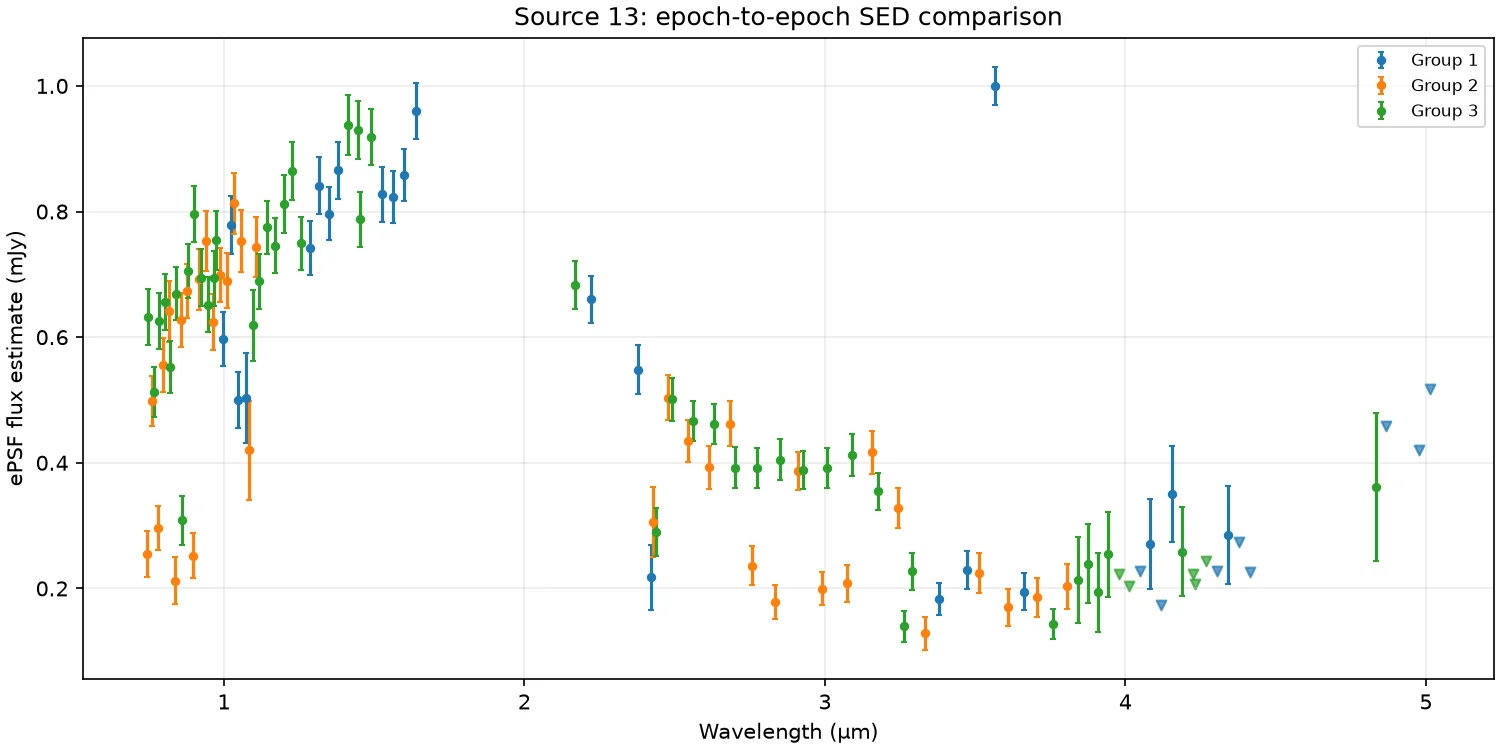 Source 13: epoch-to-epoch SED comparison
ePSF flux estimate (mJy)
1.0
0.8
0.6
0.4
0.2
Group 1
Group 2
Group 3
1 2 3 4 5
Wavelength (μm)